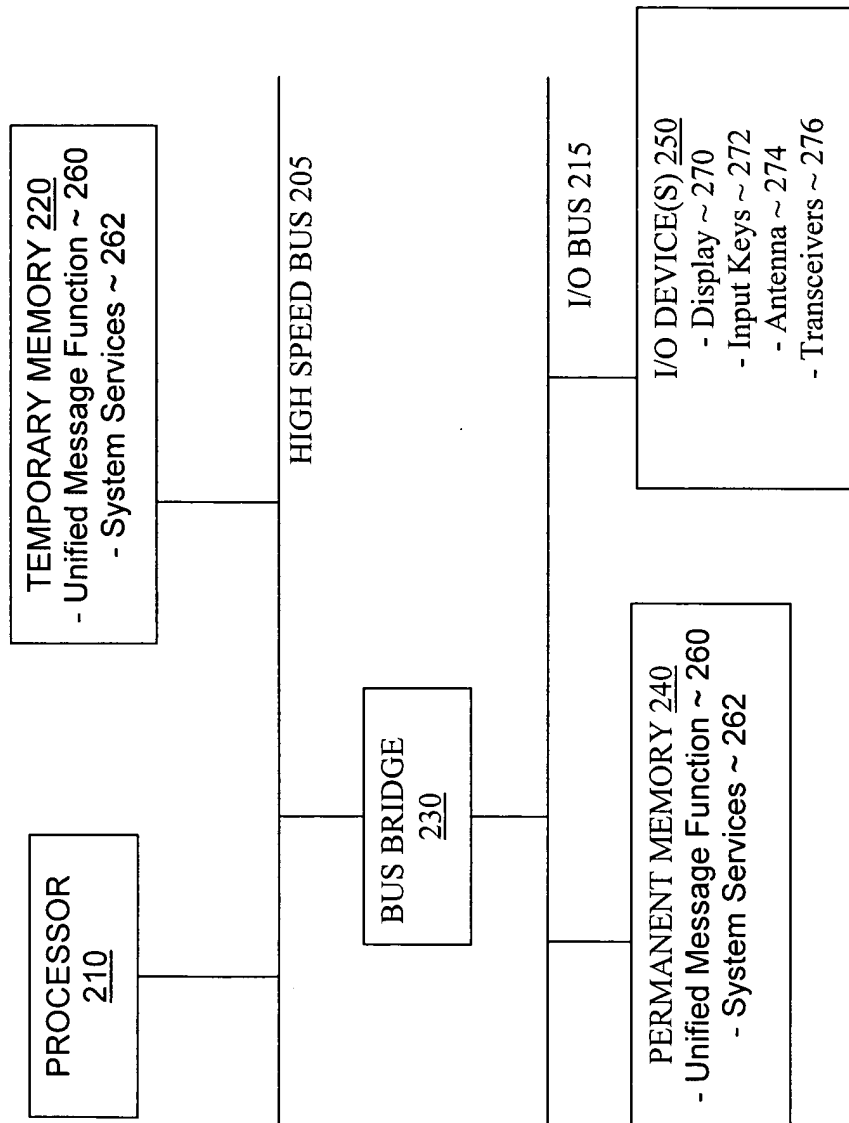 PROCESSOR
210
TEMPORARY MEMORY 220
- Unified Message Function ~ 260
- System Services ~ 262
HIGH SPEED BUS 205
BUS BRIDGE
230
I/O BUS 215
PERMANENT MEMORY 240
- Unified Message Function ~ 260
- System Services ~ 262
I/O DEVICE(S) 250
- Display ~ 270
- Input Keys ~ 272
- Antenna ~ 274
- Transceivers ~ 276